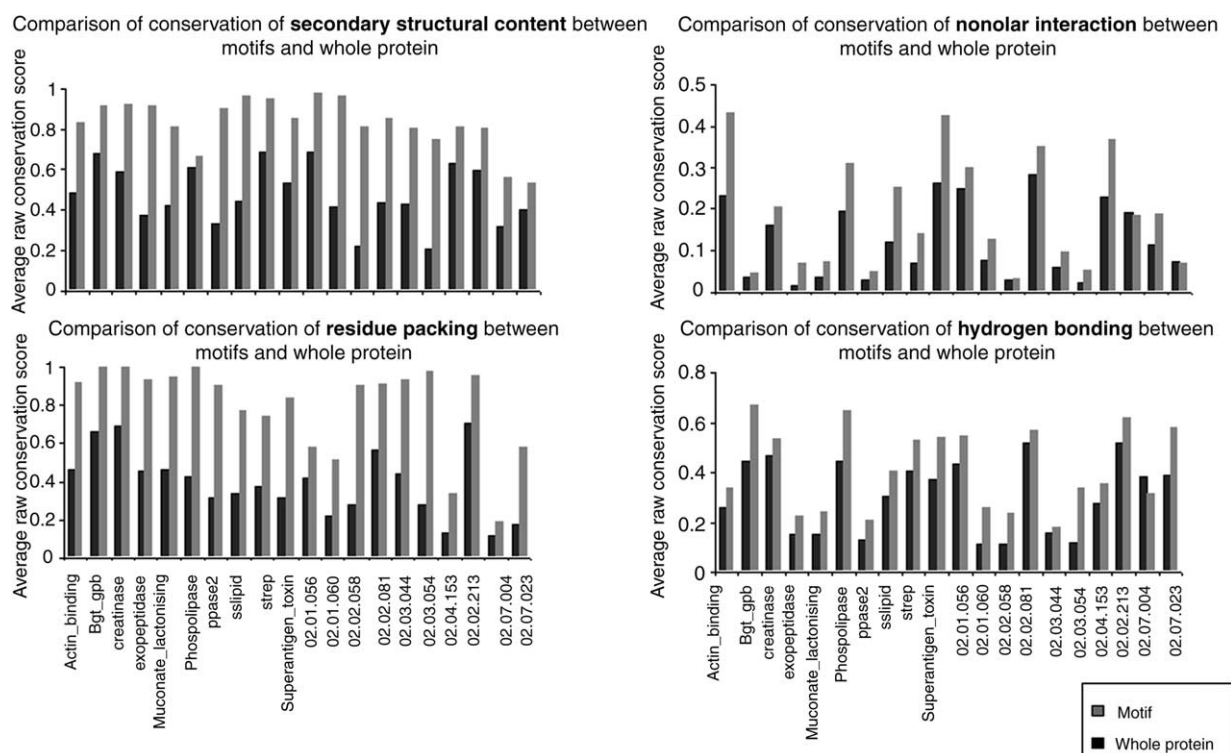 Comparison of conservation of secondary structural content between
motifs and whole protein
Average raw conservation score
1
0.8
0.6
0.4
0.2
0
Comparison of conservation of nonolar interaction between
motifs and whole protein
Average raw conservation score
0.5
0.4
0.3
0.2
0.1
0
Comparison of conservation of residue packing between
motifs and whole protein
Average raw conservation score
1
0.8
0.6
0.4
0.2
0
Actin_binding
Bgt_gpb
creatinase
exopeptidase
Muconate_lactonising
Phospolipase
ppase2
sslipid
strep
Superantigen_toxin
02.01.056
02.01.060
02.02.058
02.02.081
02.03.044
02.03.054
02.04.153
02.02.213
02.07.004
02.07.023
Comparison of conservation of hydrogen bonding between
motifs and whole protein
Average raw conservation score
0.8
0.6
0.4
0.2
0
Actin_binding
Bgt_gpb
creatinase
exopeptidase
Muconate_lactonising
Phospolipase
ppase2
sslipid
strep
Superantigen_toxin
02.01.056
02.01.060
02.02.058
02.02.081
02.03.044
02.03.054
02.04.153
02.02.213
02.07.004
02.07.023
Motif
Whole protein